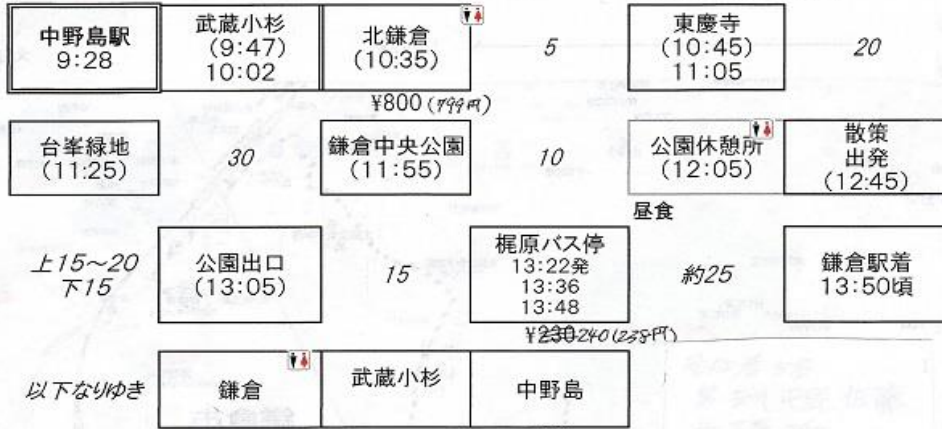 中野島駅
9:28
武蔵小杉
(9:47)
10:02
北鎌倉
(10:35)
5
東慶寺
(10:45)
11:05
20
¥800(799円)
台峯緑地
(11:25)
30
鎌倉中央公園
(11:55)
10
公園休憩所
(12:05)
散策
出発
(12:45)
昼食
上15~20
下15
公園出口
(13:05)
15
梶原バス停
13:22発
13:36
13:48
約25
鎌倉駅着
13:50頃
¥230 240(238円)
以下なりゆき
鎌倉
武蔵小杉
中野島